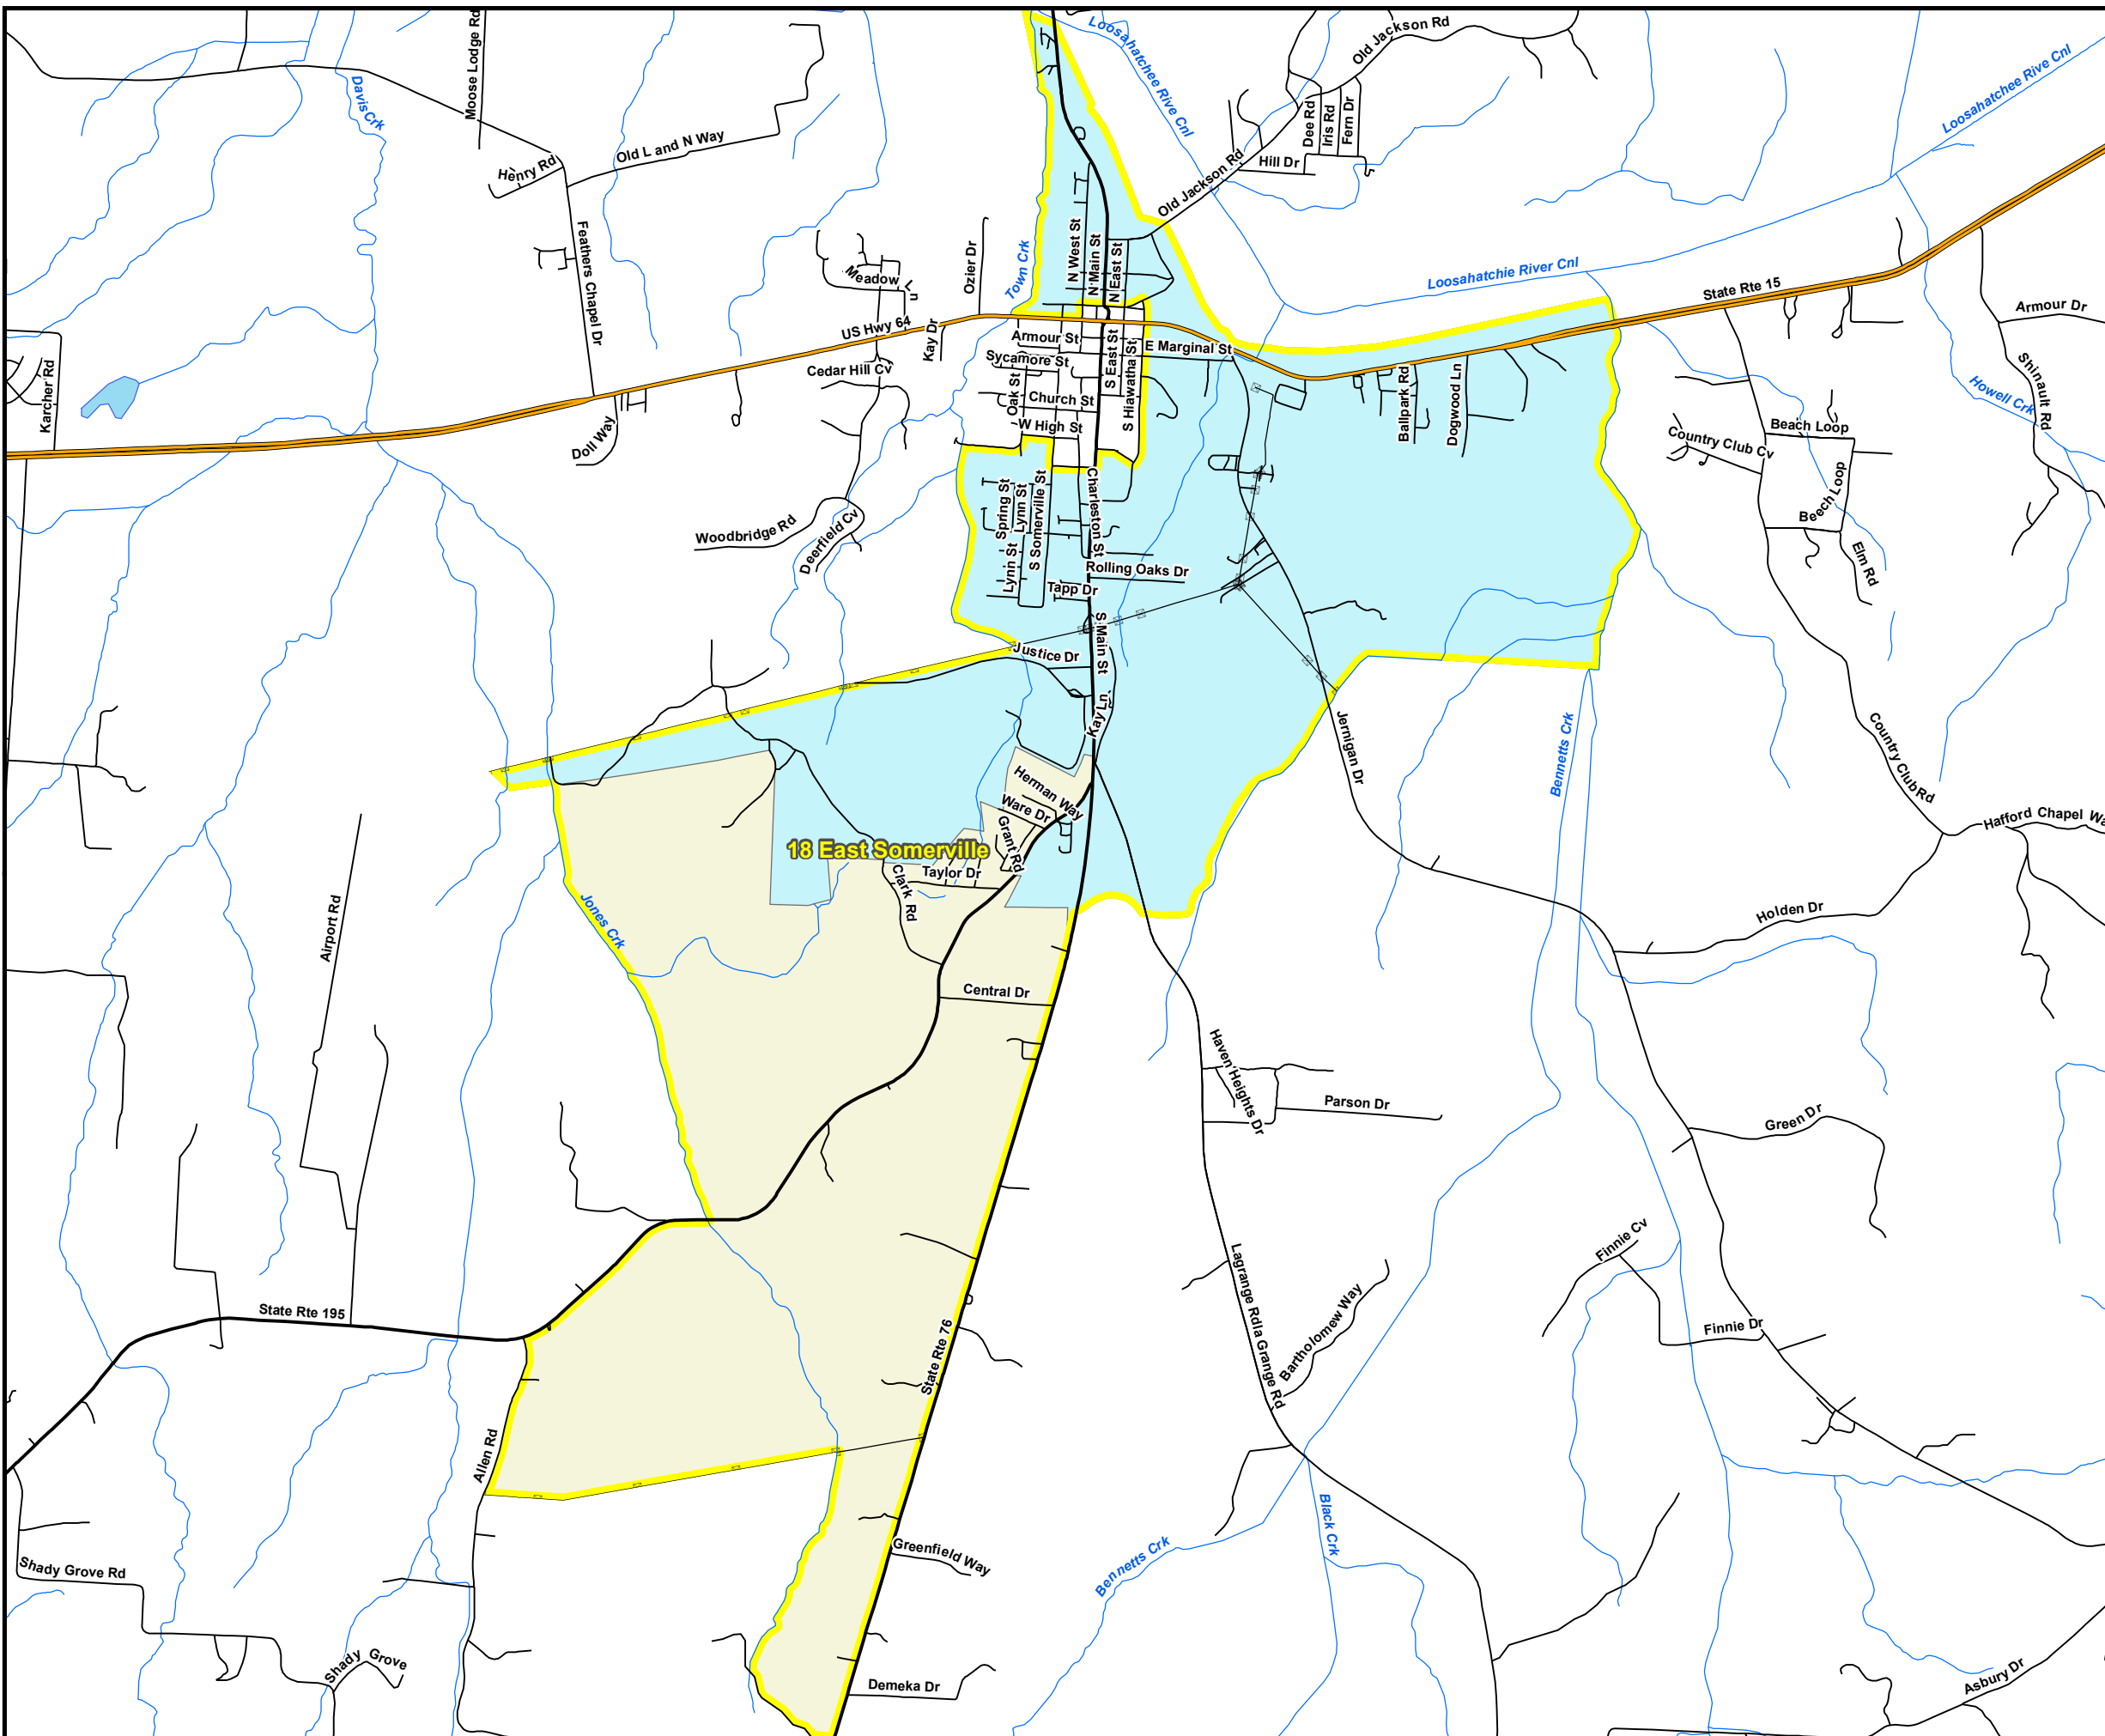 Moose Lodge Rd
Loosahatchee Rive Cnl
Old Jackson Rd
Loosahatchee Rive Cnl
Davis Crk
Dee Rd
Iris Rd
Fern Dr
Old L and N Way
Henry Rd
Hill Dr
Old Jackson Rd
Feathers Chapel Dr
Ozier Dr
Town Crk
N West St
N Main St
N East St
Meadow Ln
Loosahatchie River Cnl
State Rte 15
Armour Dr
US Hwy 64
Kay Dr
Armour St
E Marginal St
Sycamore St
S East St
S Hiawatha St
Cedar Hill Cv
Karcher Rd
Oak St
Church St
Ballpark Rd
Dogwood Ln
Shinault Rd
Howell Crk
W High St
Doll Way
Beach Loop
Country Club Cv
Beech Loop
Spring St
Lynn St
S Somerville St
Charleston St
Woodbridge Rd
Deerfield Cv
Lynn St
Rolling Oaks Dr
Elm Rd
Tapp Dr
S Main St
Justice Dr
Kay Ln
Jernigan Dr
Bennetts Crk
Country Club Rd
Herman Way
Ware Dr
Hafford Chapel Wa
18 East Somerville
Grant Rd
Taylor Dr
Clark Rd
Jones Crk
Airport Rd
Holden Dr
Central Dr
Haven Heights Dr
Parson Dr
Green Dr
Finnie Cv
Lagrange Rdla Grange Rd
Bartholomew Way
State Rte 195
Finnie Dr
State Rte 76
Allen Rd
Black Crk
Greenfield Way
Bennetts Crk
Shady Grove Rd
Shady Grove
Demeka Dr
Asbury Dr